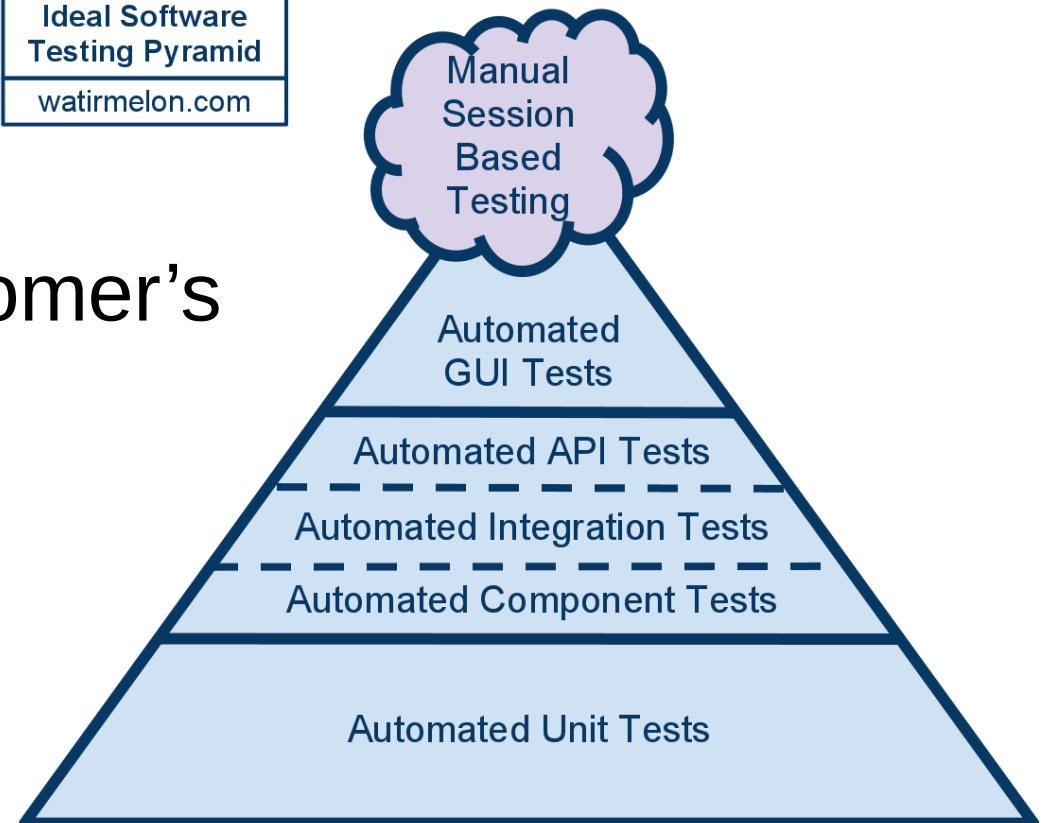 Ideal Software
Testing Pyramid
watirmelon.com
Manual
Session
Based
Testing
omer’s
Automated
GUI Tests
Automated API Tests
Automated Integration Tests
Automated Component Tests
Automated Unit Tests